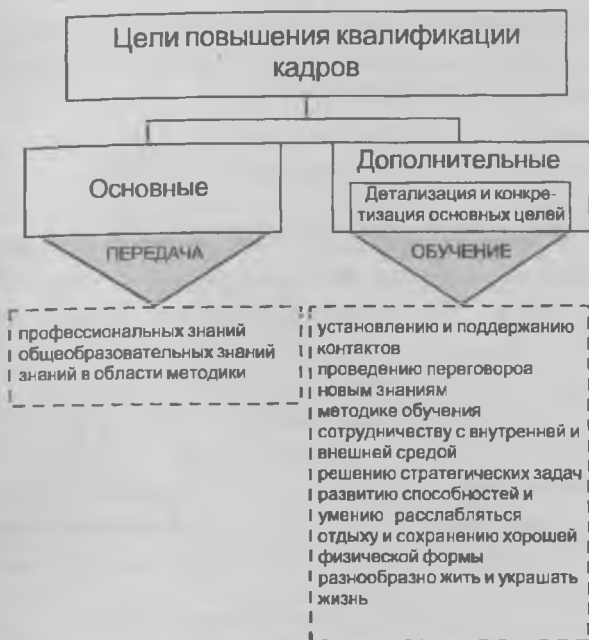 Цели повышения квалификации
кадров
Основные
Дополнительные
Детализация и конкре-
тизация основных целей
ПЕРЕДАЧА
ОБУЧЕНИЕ
профессиональных знаний
общеобразовательных знаний
знаний в области методики
установлению и поддержанию
контактов
проведению переговороа
новым знаниям
методике обучения
сотрудничеству с внутренней и
внешней средой
решению стратегических задач
развитию способностей и
умению расслабляться
отдыху и сохранению хорошей
физической формы
разнообразно жить и украшать
жизнь